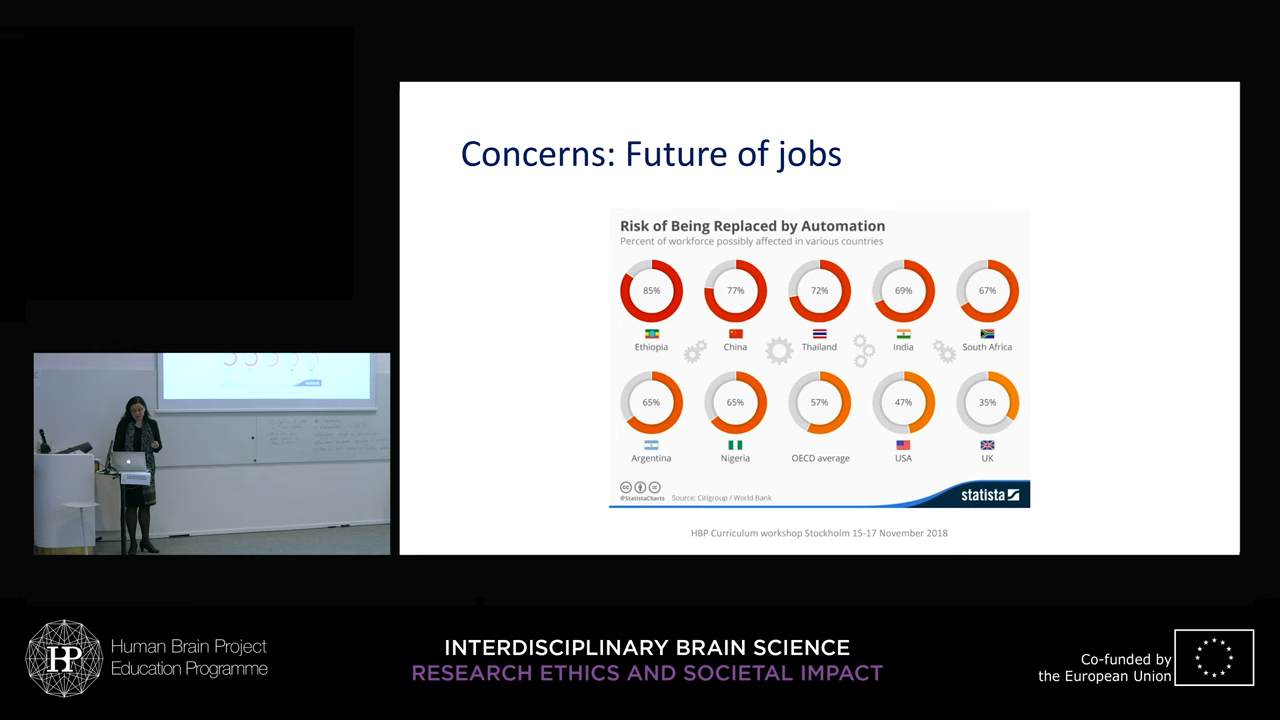 Concerns: Future of jobs
Risk of Being Replaced by Automation
Percent of workforce possibly affected in various countries
85% 77% 72% 69% 67%
Ethiopia China Thailand India South Africa
65% 65% 57% 47% 35%
Argentina Nigeria OECD average USA UK
@StatistaCharts Source: Citigroup / World Bank
statista
HBP Curriculum workshop Stockholm 15-17 November 2018
HBP
Human Brain Project
Education Programme
INTERDISCIPLINARY BRAIN SCIENCE
RESEARCH ETHICS AND SOCIETAL IMPACT
Co-funded by
the European Union